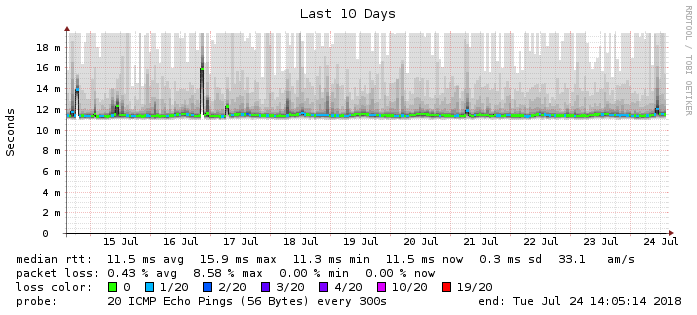 Last 10 Days
RRDTOOL / TOBI OETIKER
Seconds
18 m
16 m
14 m
12 m
10 m
8 m
6 m
4 m
2 m
0
15 Jul 16 Jul 17 Jul 18 Jul 19 Jul 20 Jul 21 Jul 22 Jul 23 Jul 24 Jul
median rtt: 11.5 ms avg 15.9 ms max 11.3 ms min 11.5 ms now 0.3 ms sd 33.1 am/s
packet loss: 0.43 % avg 8.58 % max 0.00 % min 0.00 % now
loss color: 0 1/20 2/20 3/20 4/20 10/20 19/20
probe: 20 ICMP Echo Pings (56 Bytes) every 300s end: Tue Jul 24 14:05:14 2018